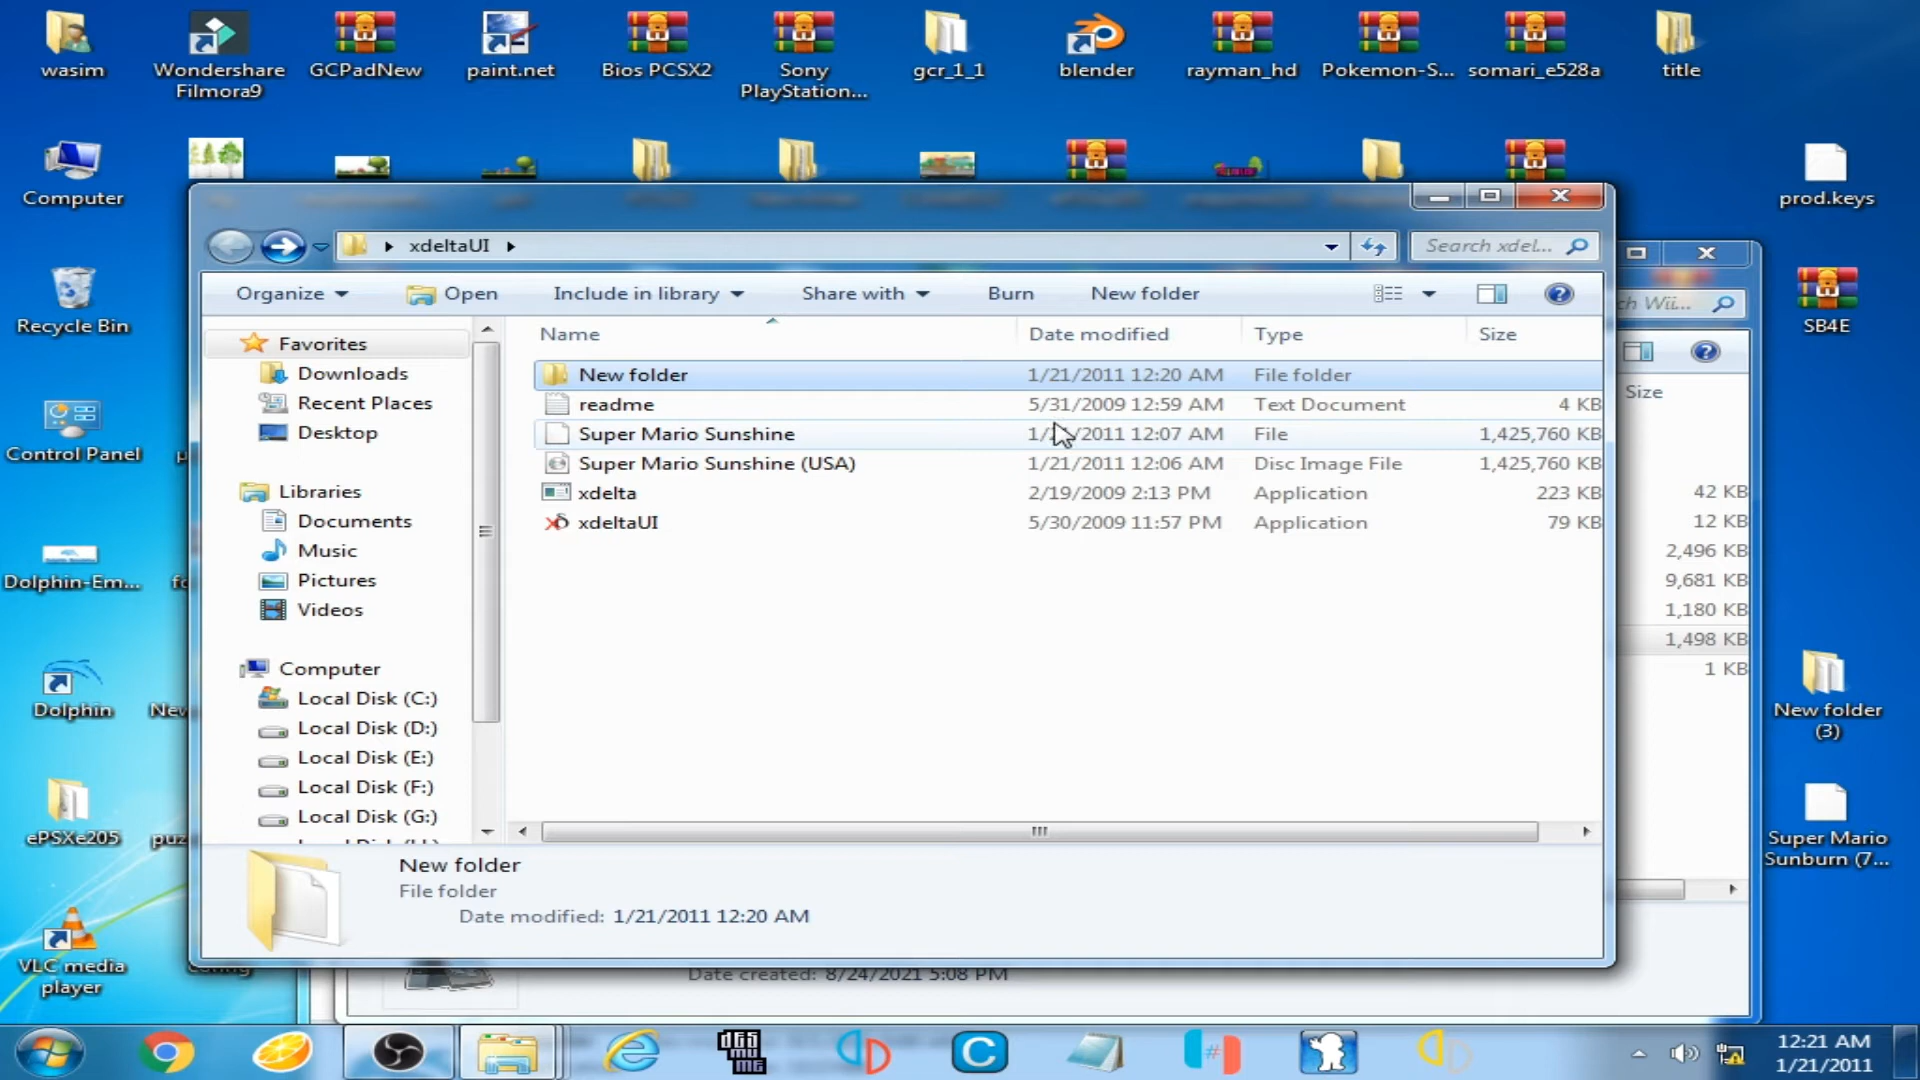 wasim
Wondershare
Filmora9
GCPadNew
paint.net
Bios PCSX2
Sony
PlayStation...
gcr_1_1
blender
rayman_hd
Pokemon-S...
somari_e528a
title
Computer
prod.keys
xdeltaUI
Search xdel...
Organize
Open
Include in library
Share with
Burn
New folder
Recycle Bin
SB4E
Name
Date modified
Type
Size
Favorites
Downloads
Recent Places
Desktop
New folder 1/21/2011 12:20 AM File folder
readme 5/31/2009 12:59 AM Text Document 4 KB
Super Mario Sunshine 2011 12:07 AM File 1,425,760 KB
Super Mario Sunshine (USA) 1/21/2011 12:06 AM Disc Image File 1,425,760 KB
xdelta 2/19/2009 2:13 PM Application 223 KB
xdeltaUI 5/30/2009 11:57 PM Application 79 KB
Size
42 KB
12 KB
2,496 KB
9,681 KB
1,180 KB
1,498 KB
1 KB
Control Panel
Libraries
Documents
Music
Pictures
Videos
Dolphin-Em...
Computer
Local Disk (C:)
Local Disk (D:)
Local Disk (E:)
Local Disk (F:)
Local Disk (G:)
Dolphin
New folder
(3)
ePSXe205
puz
Super Mario
Sunburn (7...
New folder
File folder
Date modified: 1/21/2011 12:20 AM
Date created: 8/24/2021 5:08 PM
VLC media
player
C
#
12:21 AM
1/21/2011